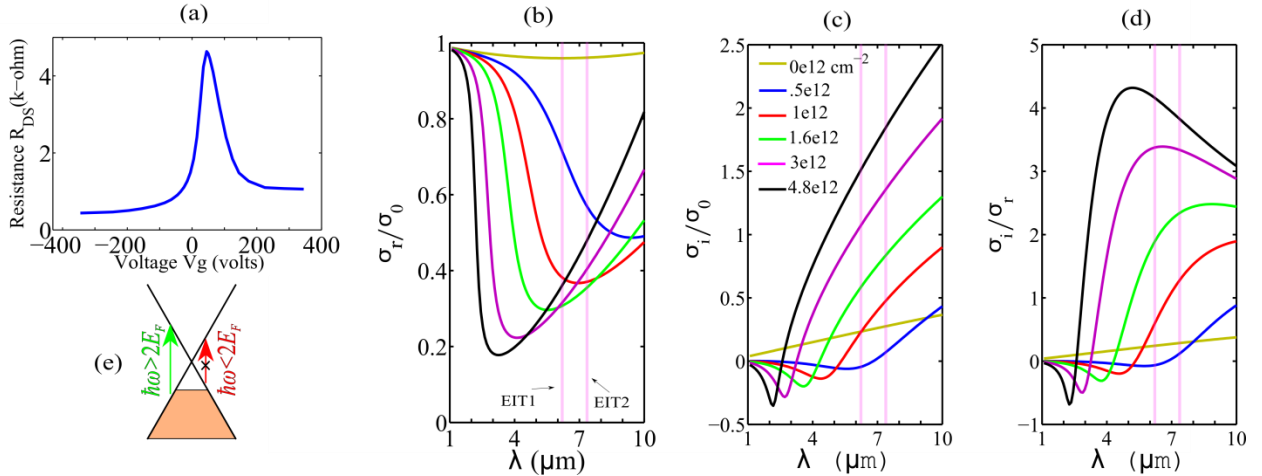 (a)
Resistance R_DS(k-ohm)
4
2
0
−400 −200 0 200 400
Voltage Vg (volts)
(e)
ℏω>2E_F
ℏω<2E_F
×
(b)
σ_r/σ_0
1
0.8
0.6
0.4
0.2
0
1 4 7 10
λ (μm)
EIT1
EIT2
(c)
σ_i/σ_0
2.5
2
1.5
1
0.5
0
−0.5
1 4 7 10
λ (μm)
0e12 cm⁻²
.5e12
1e12
1.6e12
3e12
4.8e12
(d)
σ_i/σ_r
5
4
3
2
1
0
−1
1 4 7 10
λ (μm)